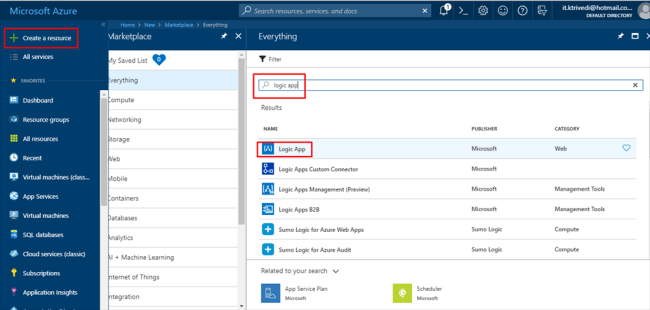 Microsoft Azure
Search resources, services, and docs
1
it.ktrivedi@hotmail.co...
DEFAULT DIRECTORY
Create a resource
All services
FAVORITES
Dashboard
Resource groups
All resources
Recent
Virtual machines (clas...
App Services
Virtual machines
SQL databases
Cloud services (classic)
Subscriptions
Application Insights
Home > New > Marketplace > Everything
Marketplace
My Saved List 0
Everything
Compute
Networking
Storage
Web
Mobile
Containers
Databases
Analytics
AI + Machine Learning
Internet of Things
Integration
Everything
Filter
logic app
Results
NAME PUBLISHER CATEGORY
Logic App Microsoft Web
Logic Apps Custom Connector Microsoft
Logic Apps Management (Preview) Microsoft Management Tools
Logic Apps B2B Microsoft Management Tools
Sumo Logic for Azure Web Apps Sumo Logic Compute
Sumo Logic for Azure Audit Sumo Logic Compute
Related to your search
App Service Plan
Microsoft
Scheduler
Microsoft